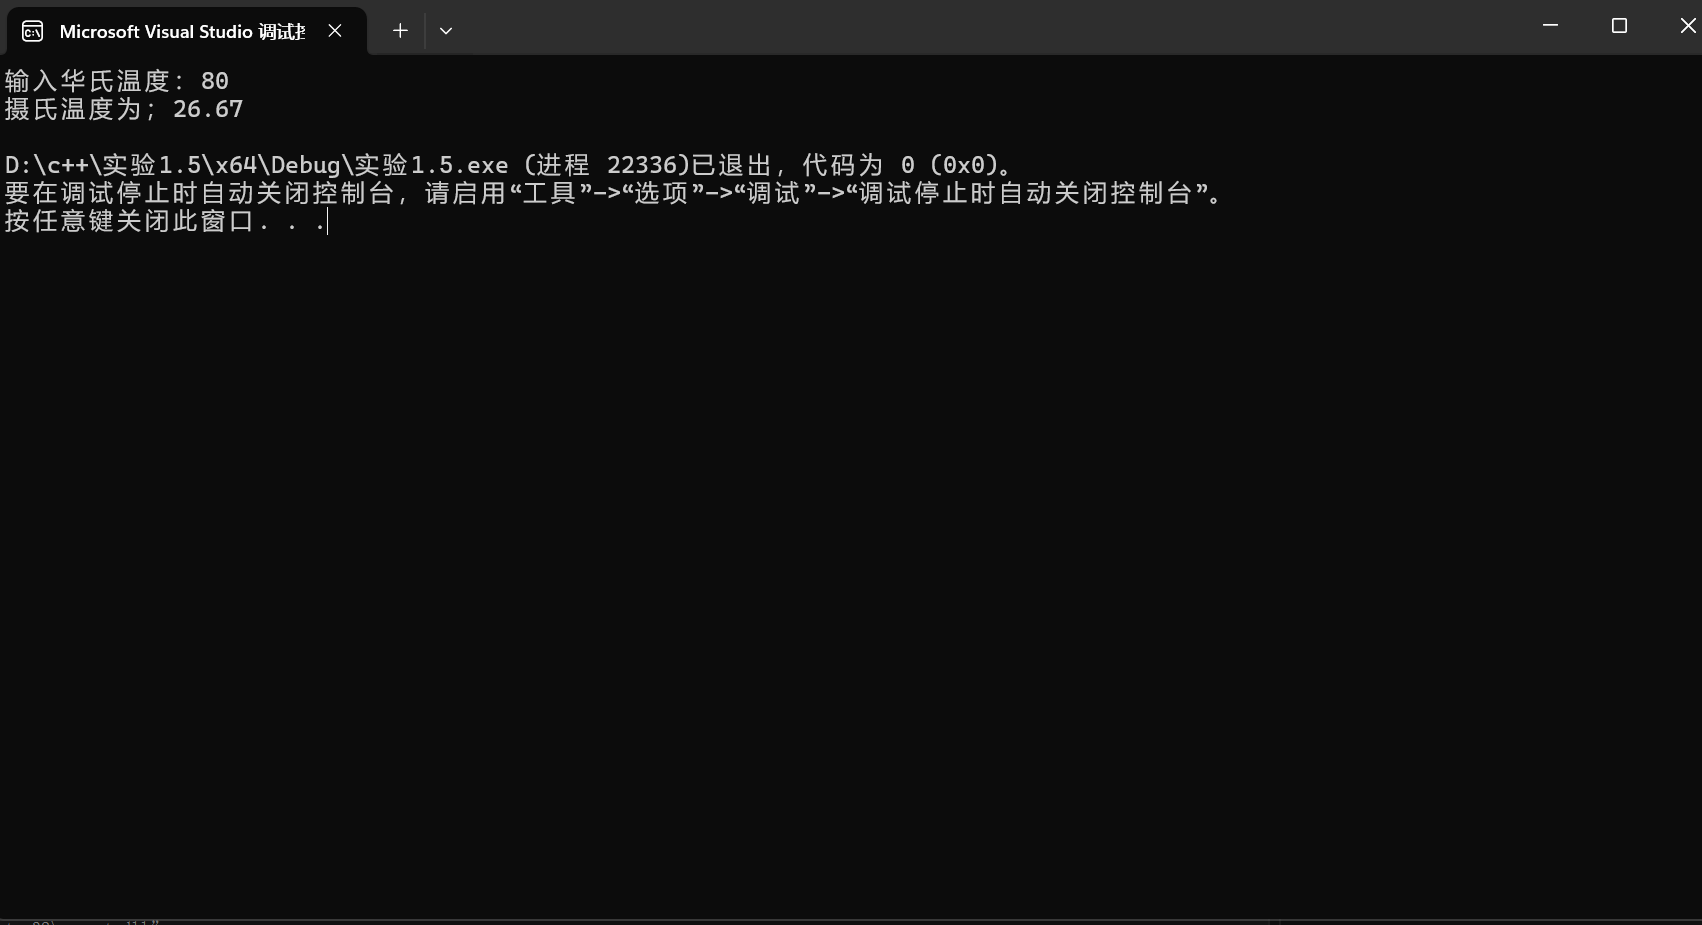 Microsoft Visual Studio 调试控
输入华氏温度：80
摄氏温度为；26.67
D:\c++\实验1.5\x64\Debug\实验1.5.exe (进程 22336)已退出，代码为 0 (0x0)。
要在调试停止时自动关闭控制台，请启用“工具”->“选项”->“调试”->“调试停止时自动关闭控制台”。
按任意键关闭此窗口. . .